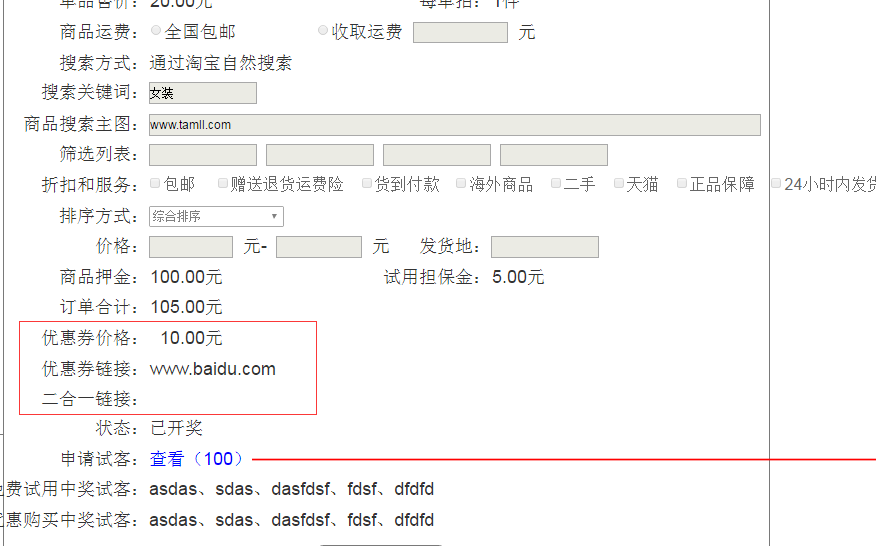 单品售价：20.00元 每单拍：1件
商品运费：全国包邮 收取运费 元
搜索方式：通过淘宝自然搜索
搜索关键词：女装
商品搜索主图：www.tamll.com
筛选列表：
折扣和服务：包邮 赠送退货运费险 货到付款 海外商品 二手 天猫 正品保障 24小时内发货
排序方式：综合排序
价格： 元- 元 发货地：
商品押金：100.00元 试用担保金：5.00元
订单合计：105.00元
优惠券价格：10.00元
优惠券链接：www.baidu.com
二合一链接：
状态：已开奖
申请试客：查看（100）
费试用中奖试客：asdas、sdas、dasfdsf、fdsf、dfdfd
优惠购买中奖试客：asdas、sdas、dasfdsf、fdsf、dfdfd